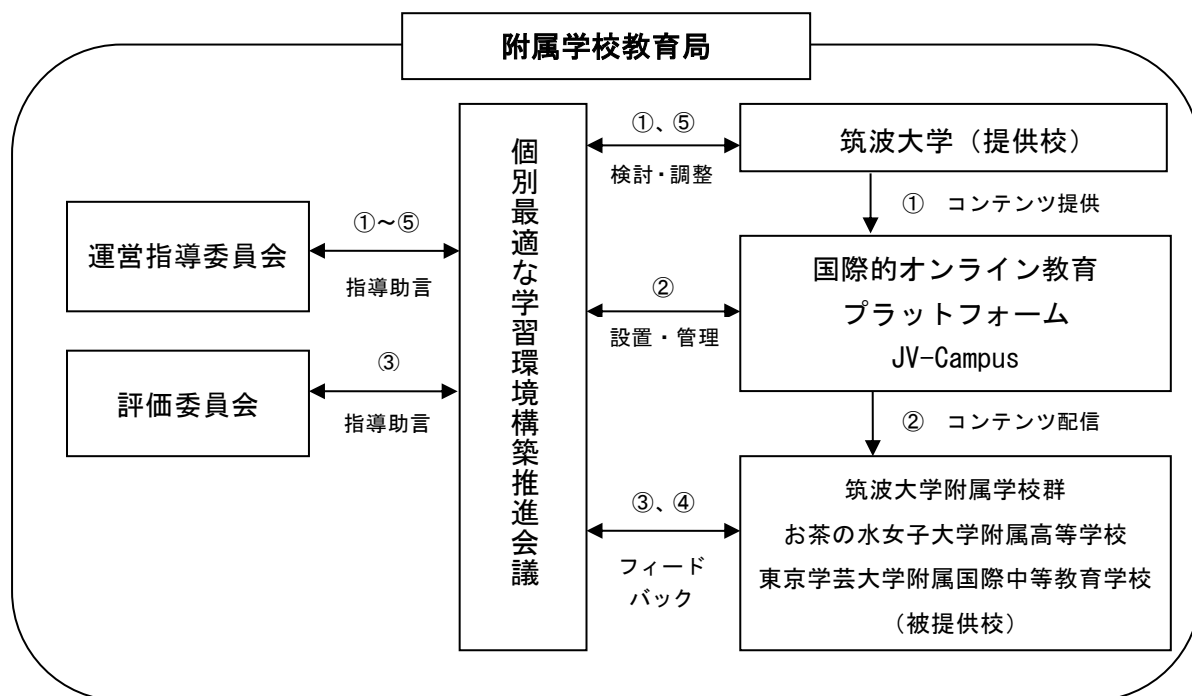 附属学校教育局
運営指導委員会
①～⑤
指導助言
評価委員会
③
指導助言
個別最適な学習環境構築推進会議
①、⑤
検討・調整
筑波大学（提供校）
① コンテンツ提供
②
設置・管理
国際的オンライン教育
プラットフォーム
JV-Campus
② コンテンツ配信
③、④
フィード
バック
筑波大学附属学校群
お茶の水女子大学附属高等学校
東京学芸大学附属国際中等教育学校
（被提供校）